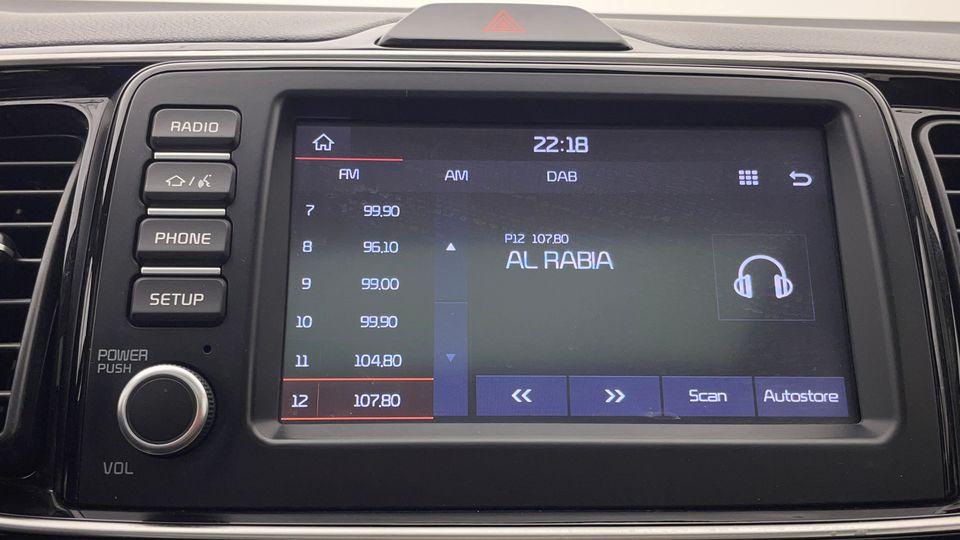 RADIO
PHONE
SETUP
POWER
PUSH
VOL
22:18
FM AM DAB
7 99.90
8 96.10
9 99.00
10 99.90
11 104.80
12 107.80
P12 107.80
AL RABIA
Scan Autostore